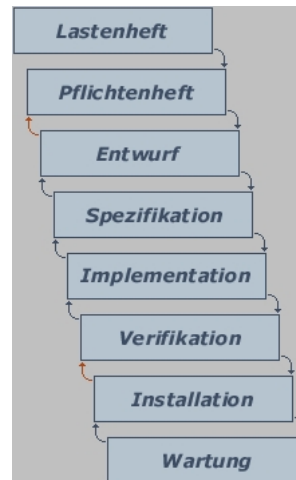 Lastenheft
Pflichtenheft
Entwurf
Spezifikation
Implementation
Verifikation
Installation
Wartung